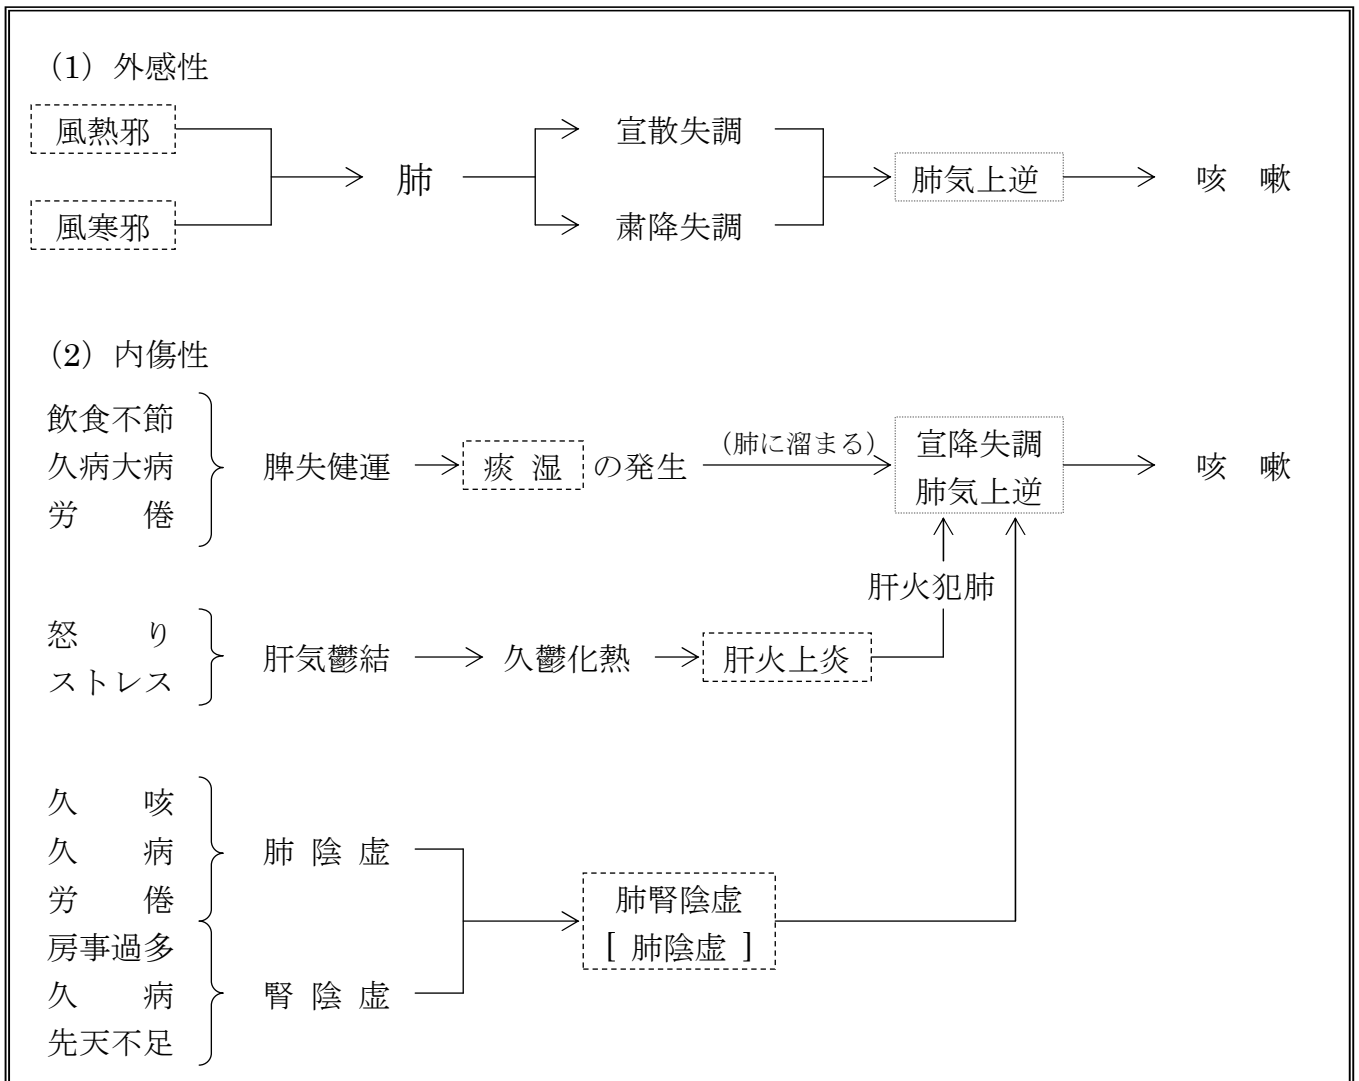 （1）外感性
風熱邪
風寒邪
肺
宣散失調
粛降失調
肺気上逆
咳　嗽
（2）内傷性
飲食不節
久病大病
労　　倦
脾失健運
痰 湿 の発生
（肺に溜まる）
宣降失調
肺気上逆
咳　嗽
肝火犯肺
怒　　り
ストレス
肝気鬱結
久鬱化熱
肝火上炎
久　　咳
久　　病
労　　倦
肺 陰 虚
房事過多
久　　病
先天不足
腎 陰 虚
肺腎陰虚
[ 肺陰虚 ]